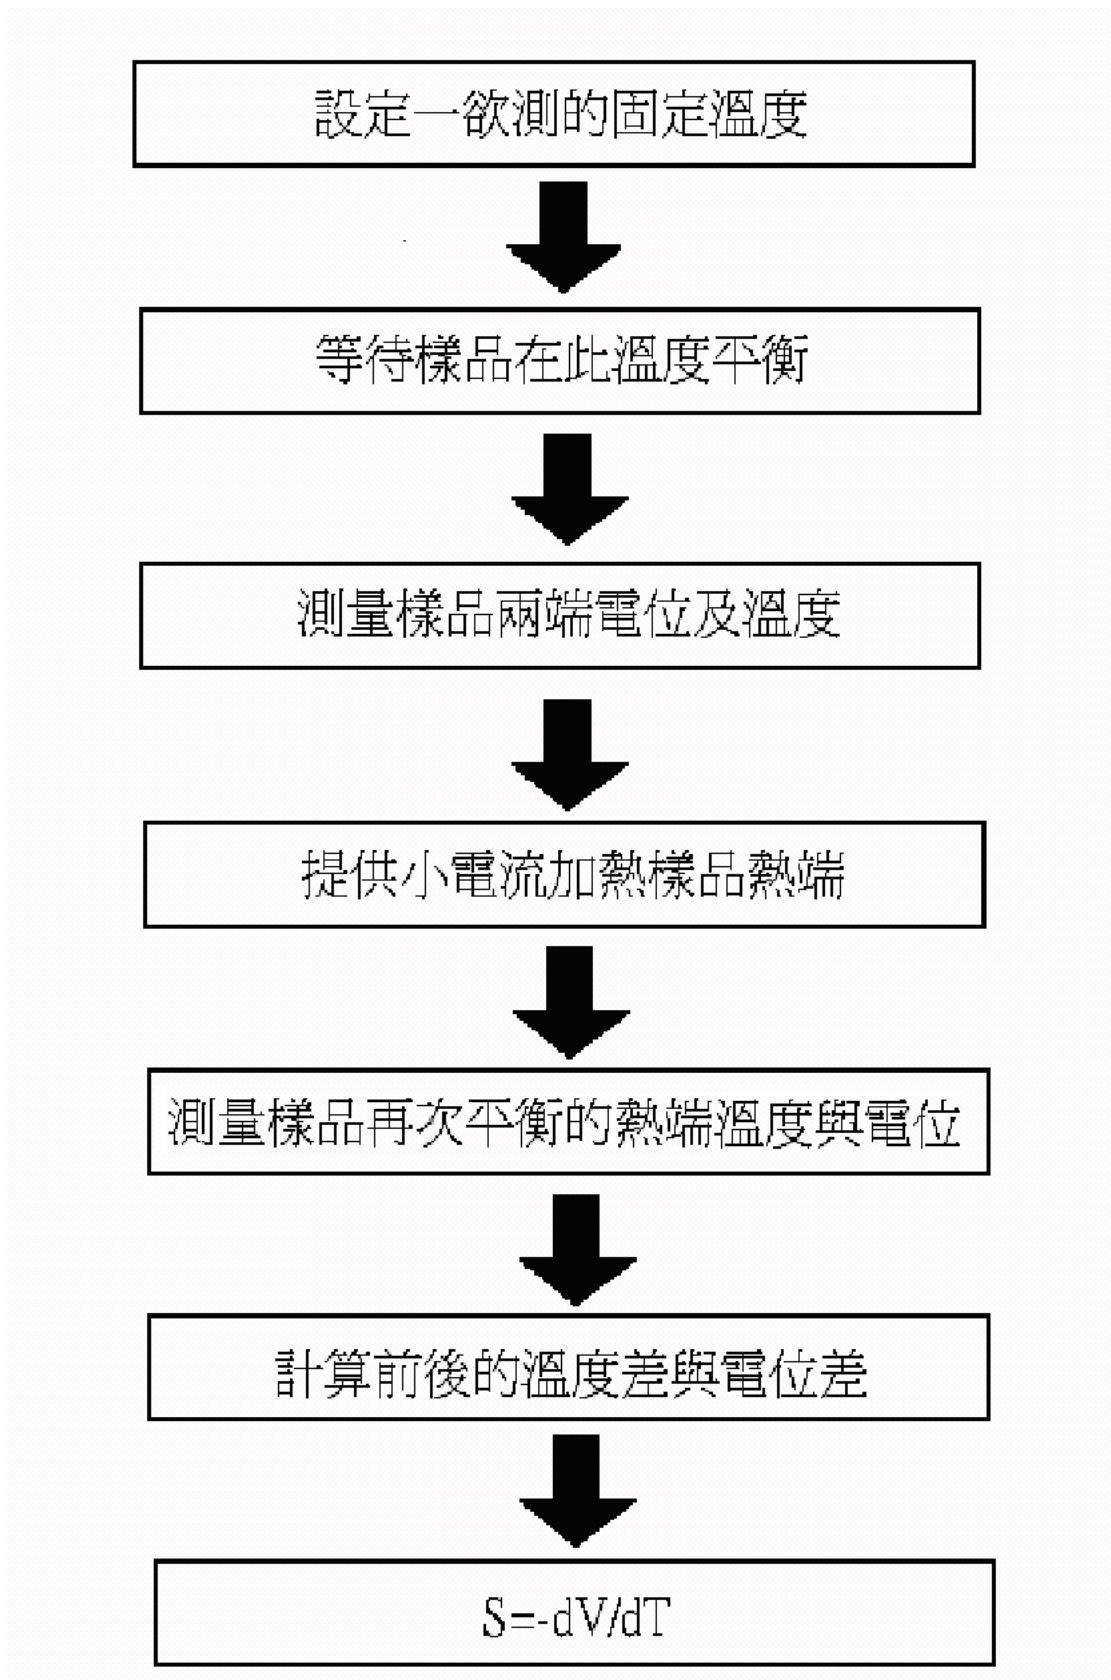 設定一欲測的固定溫度
等待樣品在此溫度平衡
測量樣品兩端電位及溫度
提供小電流加熱樣品熱端
測量樣品再次平衡的熱端溫度與電位
計算前後的溫度差與電位差
S=-dV/dT